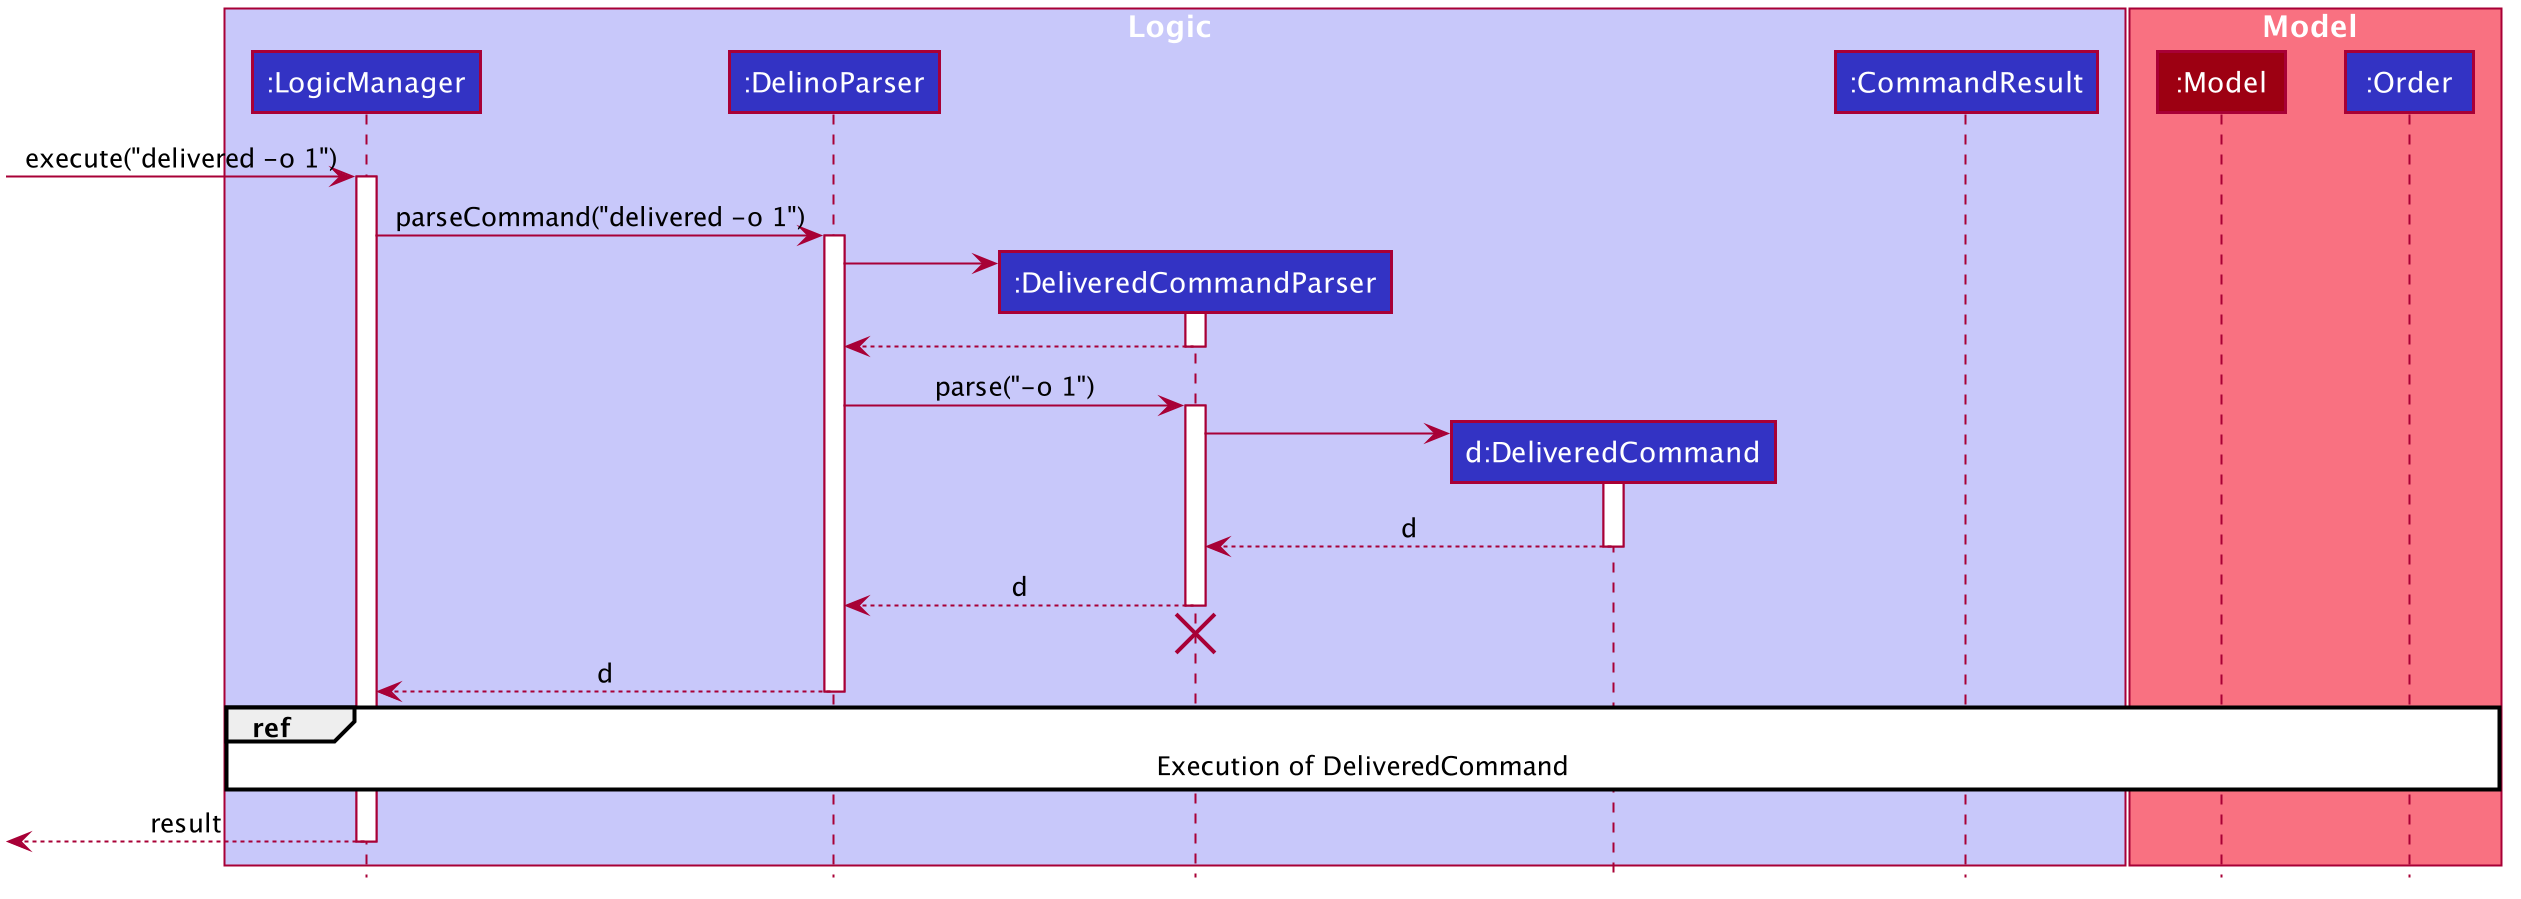 Logic
Model
:LogicManager
:DelinoParser
:CommandResult
:Model
:Order
execute("delivered -o 1")
parseCommand("delivered -o 1")
:DeliveredCommandParser
parse("-o 1")
d:DeliveredCommand
d
d
d
ref
Execution of DeliveredCommand
result